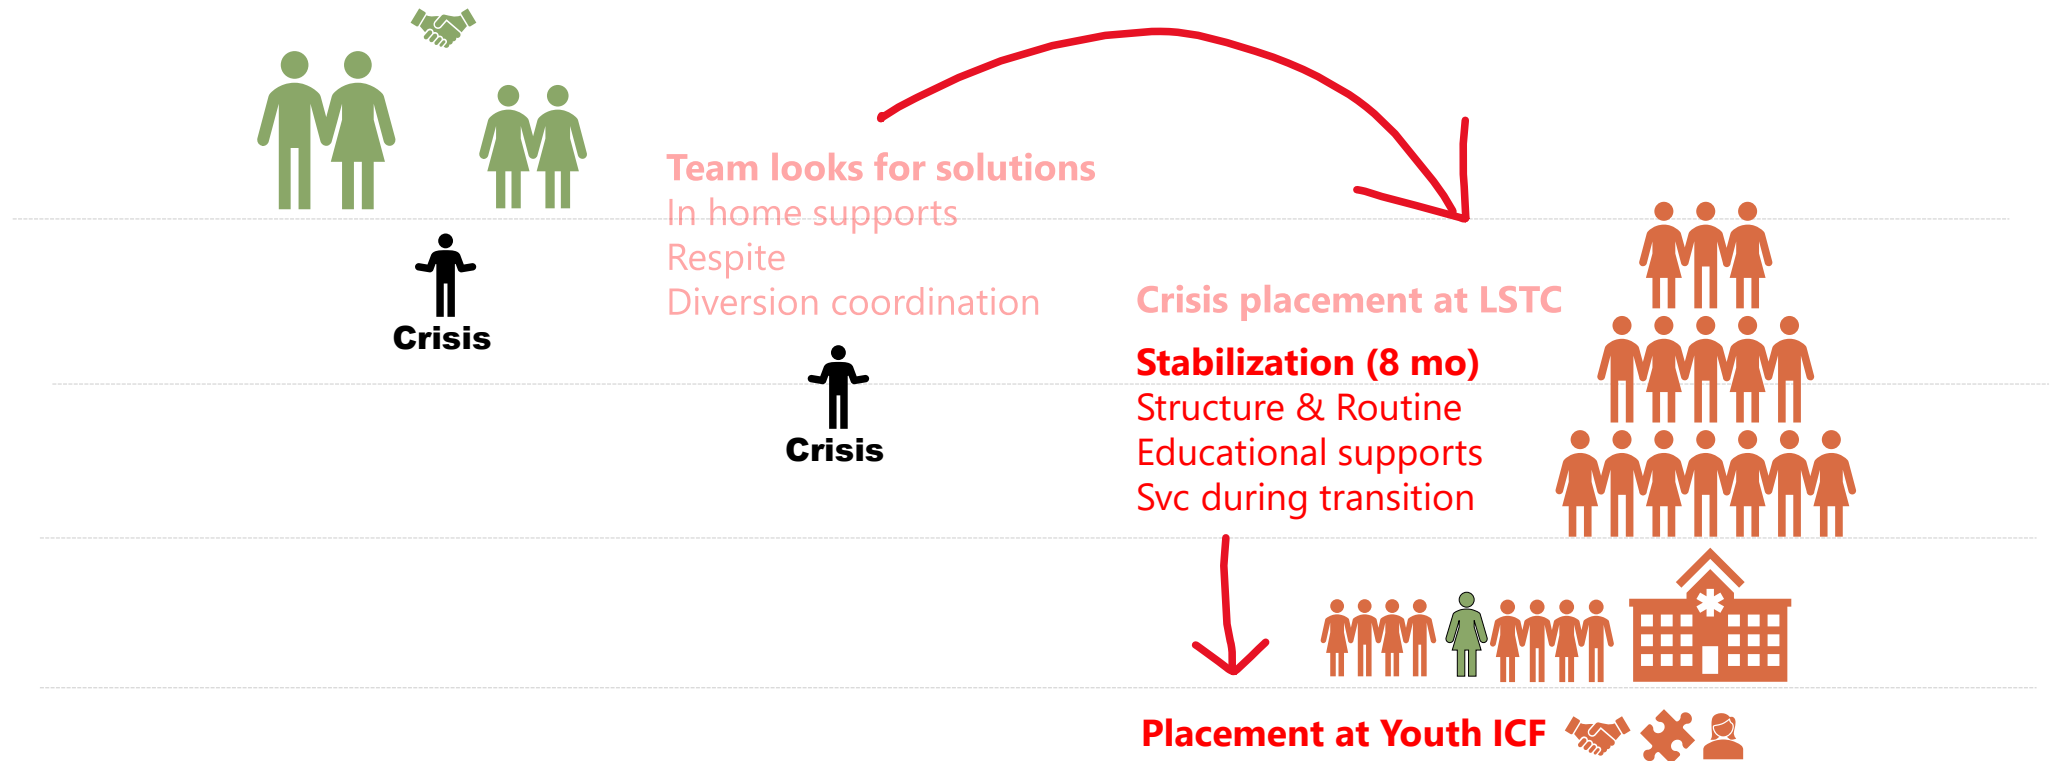 Team looks for solutions
In home supports
Respite
Diversion coordination
Crisis
Crisis
Crisis placement at LSTC
Stabilization (8 mo)
Structure & Routine
Educational supports
Svc during transition
Placement at Youth ICF